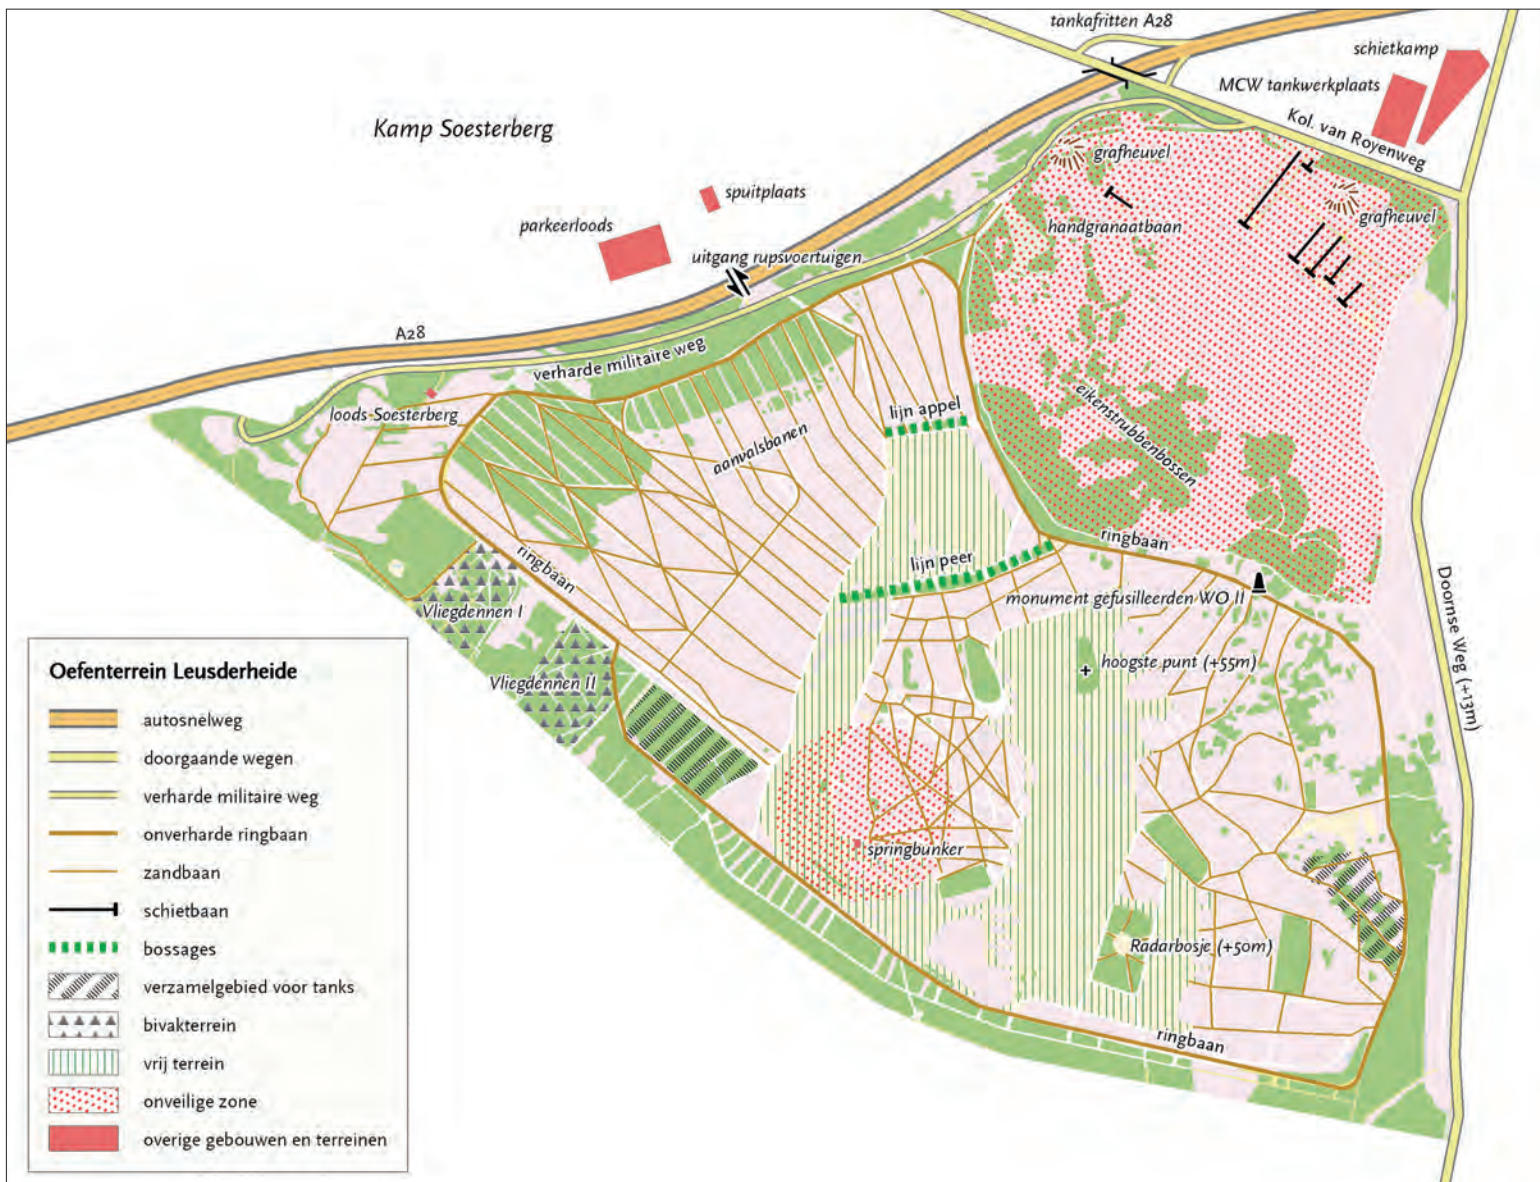 tankafritten A28
schietkamp
MCW tankwerkplaats
Kol. van Royenweg
Kamp Soesterberg
grafheuvel
spuitplaats
grafheuvel
parkeerloods
handgranaatbaan
uitgang rupsvoertuigen
A28
verharde militaire weg
loods Soesterberg
lijn appel
eikenstrubbenbossen
aanvalsbanen
ringbaan
ringbaan
lijn peer
Doornse Weg (+13m)
Vliegdennen I
monument gefusilleerden WO II
hoogste punt (+55m)
Vliegdennen II
springbunker
Radarbosje (+50m)
ringbaan
Oefenterrein Leusderheide
autosnelweg
doorgaande wegen
verharde militaire weg
onverharde ringbaan
zandbaan
schietbaan
bossages
verzamelgebied voor tanks
bivakterrein
vrij terrein
onveilige zone
overige gebouwen en terreinen